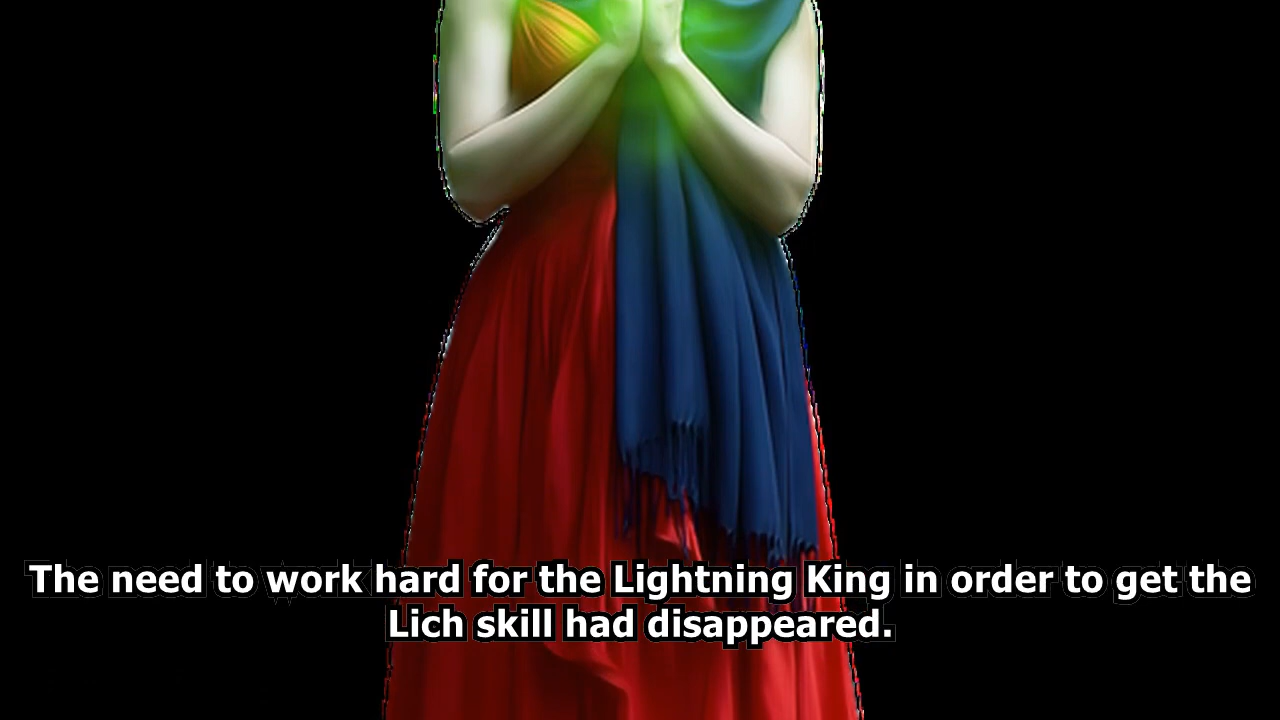 The need to work hard for the Lightning King in order to get the
Lich skill had disappeared.